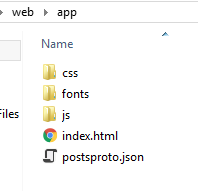 web › app
Name
css
fonts
Files
js
index.html
postsproto.json